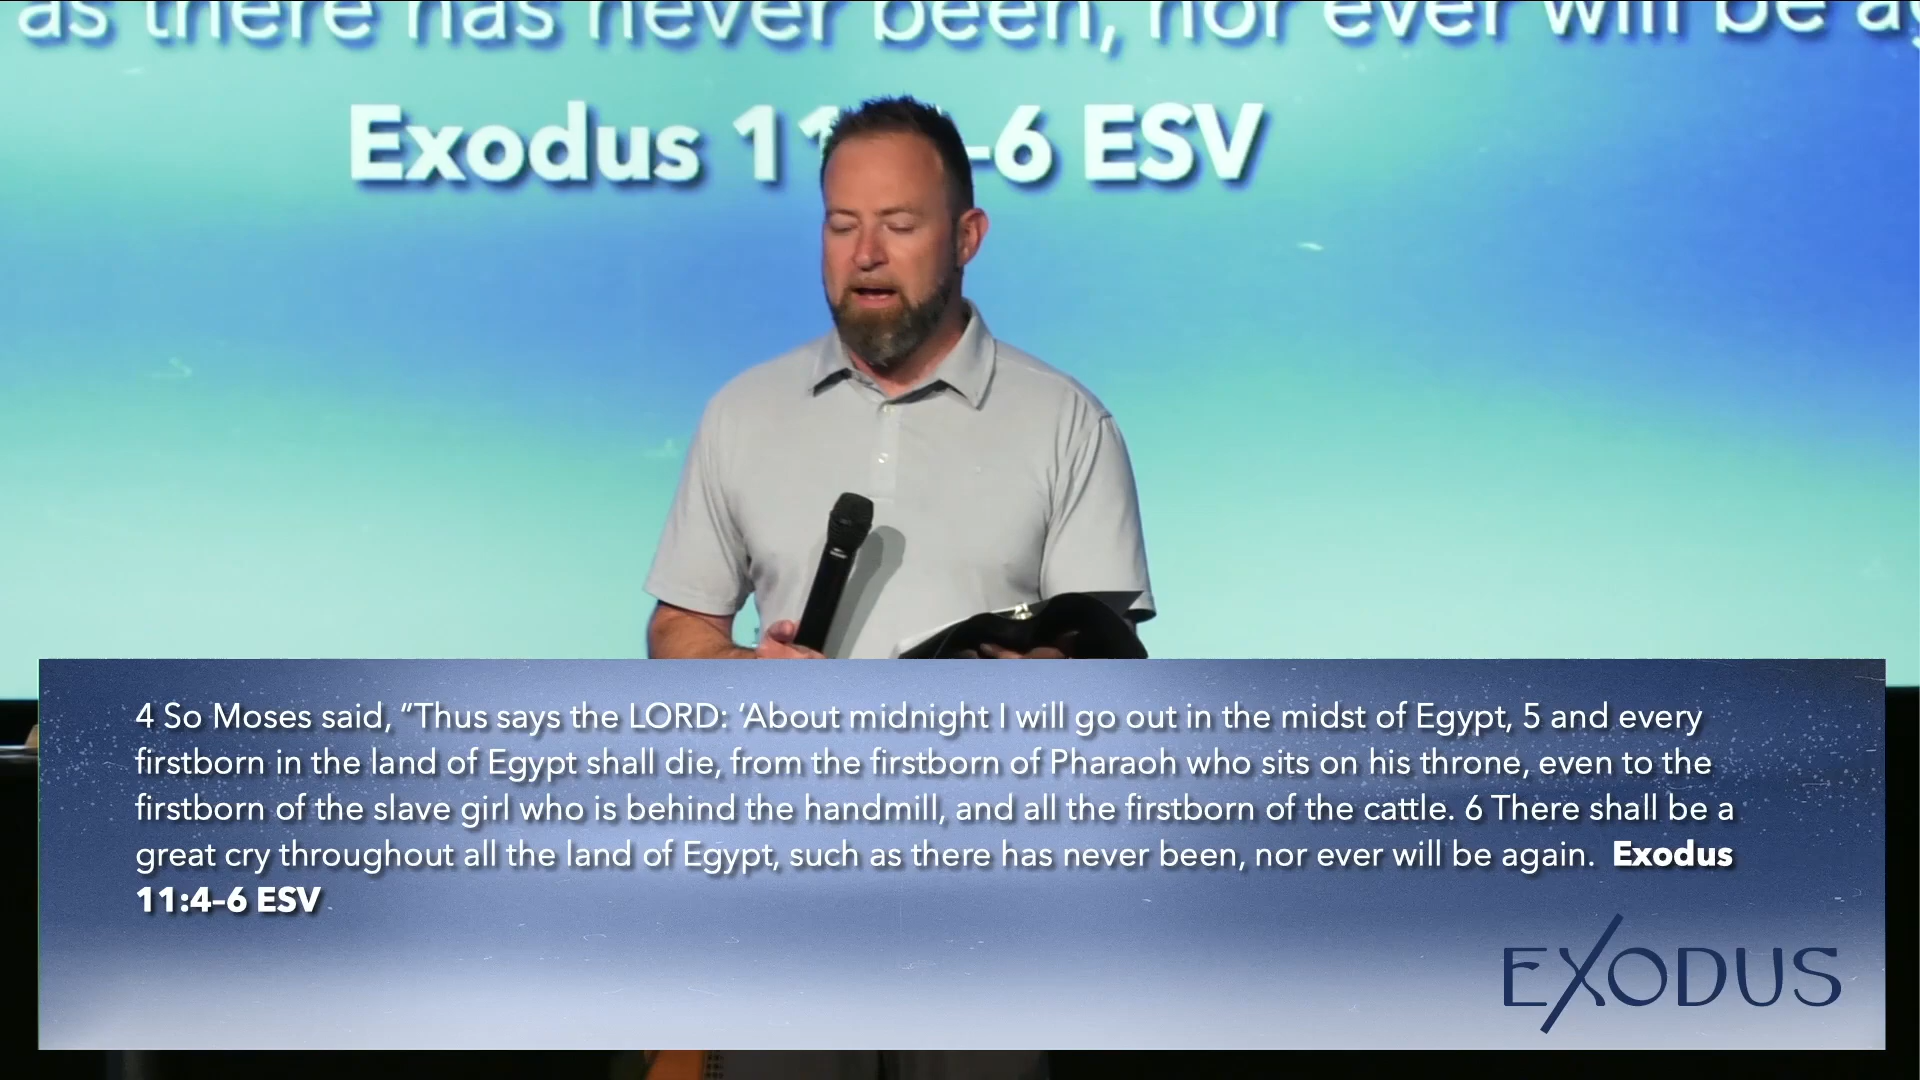 as there has never been, nor ever will be
Exodus 11 -6 ESV
4 So Moses said, “Thus says the LORD: ‘About midnight I will go out in the midst of Egypt, 5 and every
firstborn in the land of Egypt shall die, from the firstborn of Pharaoh who sits on his throne, even to the
firstborn of the slave girl who is behind the handmill, and all the firstborn of the cattle. 6 There shall be a
great cry throughout all the land of Egypt, such as there has never been, nor ever will be again. Exodus
11:4–6 ESV
EXODUS